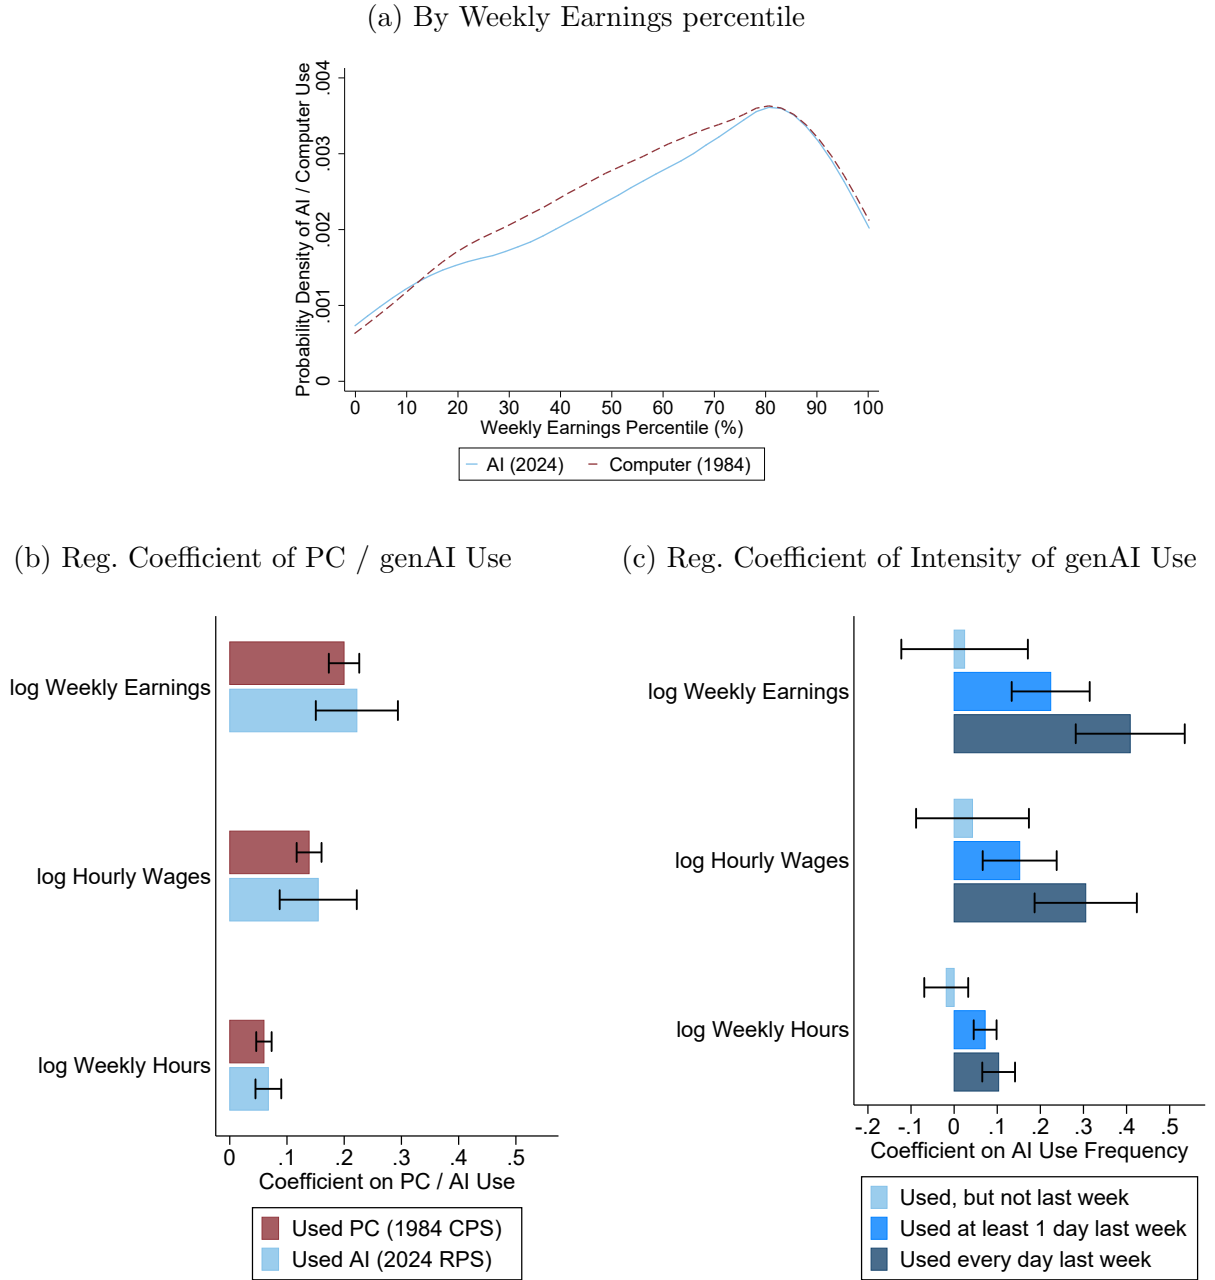 (a) By Weekly Earnings percentile
Probability Density of AI / Computer Use
.004
.003
.002
.001
0
0 10 20 30 40 50 60 70 80 90 100
Weekly Earnings Percentile (%)
AI (2024) Computer (1984)
(b) Reg. Coefficient of PC / genAI Use
log Weekly Earnings
log Hourly Wages
log Weekly Hours
0 .1 .2 .3 .4 .5
Coefficient on PC / AI Use
Used PC (1984 CPS)
Used AI (2024 RPS)
(c) Reg. Coefficient of Intensity of genAI Use
log Weekly Earnings
log Hourly Wages
log Weekly Hours
-.2 -.1 0 .1 .2 .3 .4 .5
Coefficient on AI Use Frequency
Used, but not last week
Used at least 1 day last week
Used every day last week